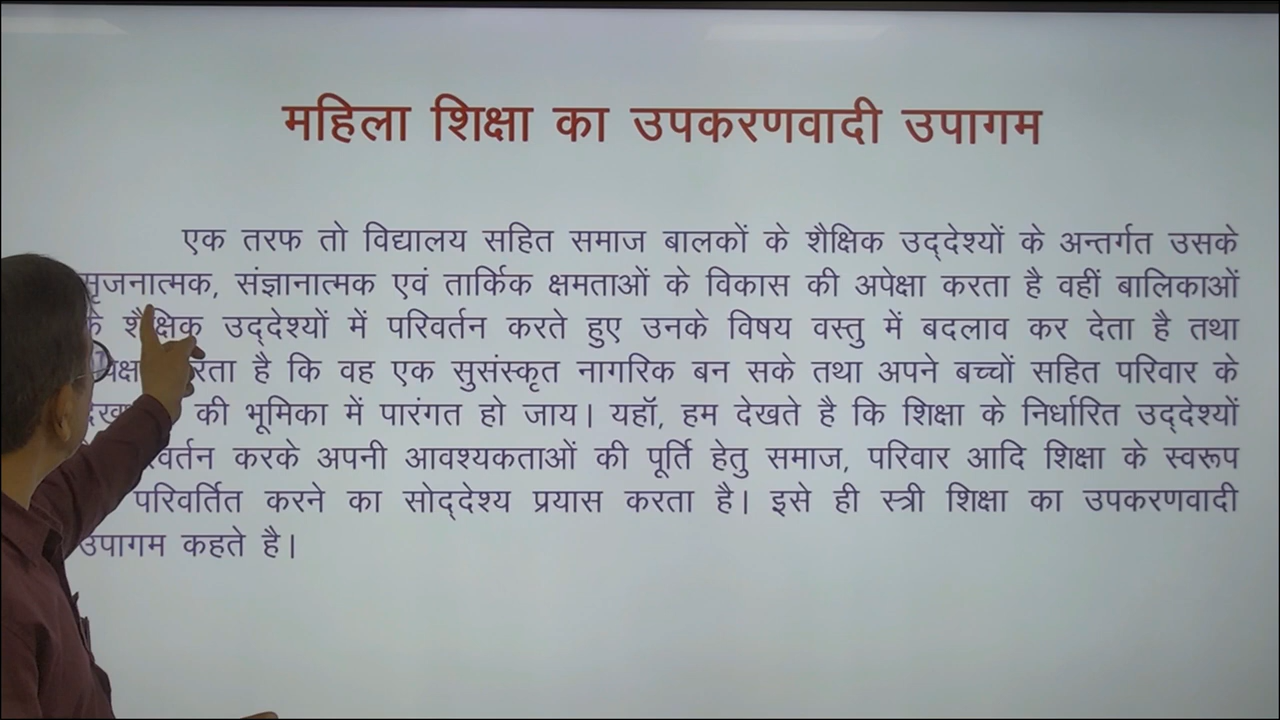 महिला शिक्षा का उपकरणवादी उपागम
एक तरफ तो विद्यालय सहित समाज बालकों के शैक्षिक उद्देश्यों के अन्तर्गत उसके
सृजनात्मक, संज्ञानात्मक एवं तार्किक क्षमताओं के विकास की अपेक्षा करता है वहीं बालिकाओं
के शैक्षिक उद्देश्यों में परिवर्तन करते हुए उनके विषय वस्तु में बदलाव कर देता है तथा
है कि वह एक सुसंस्कृत नागरिक बन सके तथा अपने बच्चों सहित परिवार के
की भूमिका में पारंगत हो जाय। यहॉ, हम देखते है कि शिक्षा के निर्धारित उद्देश्यों
करके अपनी आवश्यकताओं की पूर्ति हेतु समाज, परिवार आदि शिक्षा के स्वरूप
परिवर्तित करने का सोद्देश्य प्रयास करता है। इसे ही स्त्री शिक्षा का उपकरणवादी
उपागम कहते है।